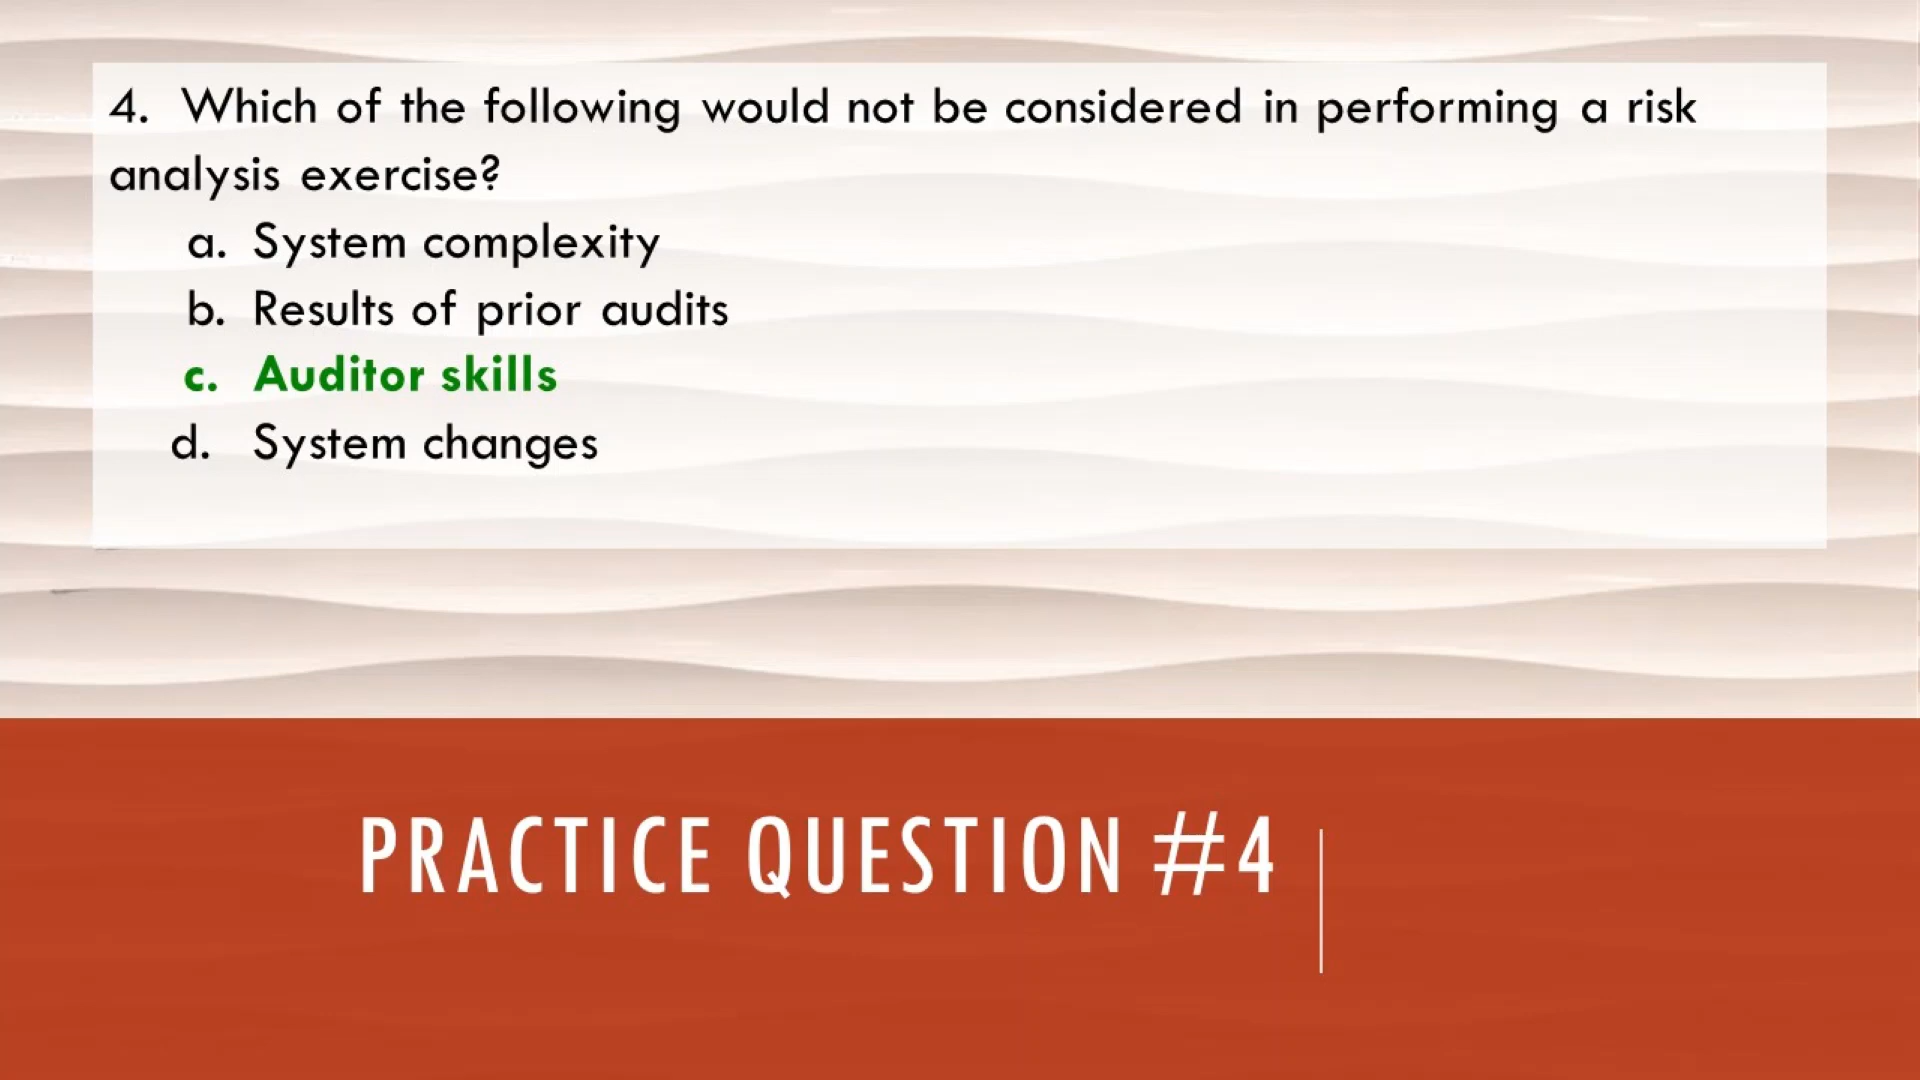 4. Which of the following would not be considered in performing a risk
analysis exercise?
a. System complexity
b. Results of prior audits
c. Auditor skills
d. System changes
PRACTICE QUESTION #4